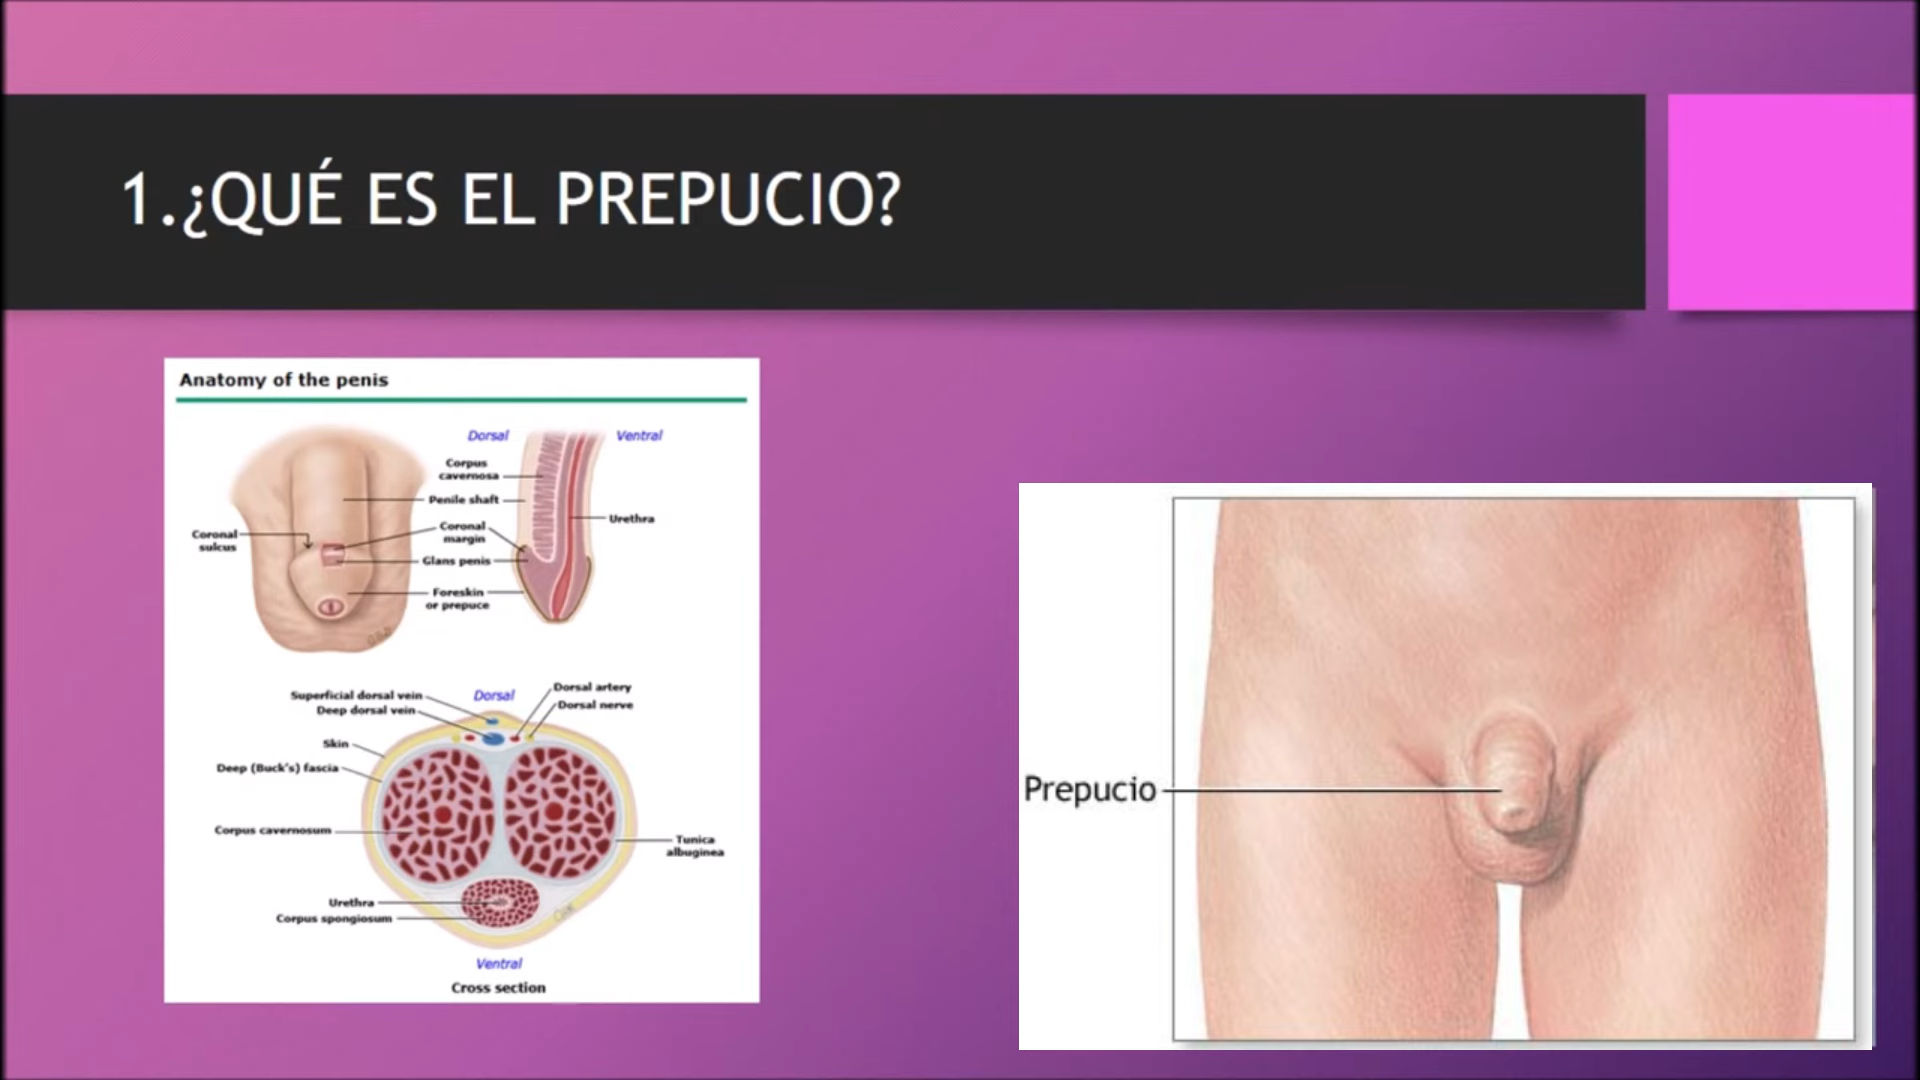 1.¿QUÉ ES EL PREPUCIO?
Anatomy of the penis
Dorsal
Ventral
Corpus
cavernosa
Penile shaft
Urethra
Coronal
sulcus
Coronal
margin
Glans penis
Foreskin
or prepuce
Superficial dorsal vein
Dorsal
Dorsal artery
Deep dorsal vein
Dorsal nerve
Skin
Deep (Buck's) fascia
Corpus cavernosum
Tunica
albuginea
Urethra
Corpus spongiosum
Ventral
Cross section
Prepucio